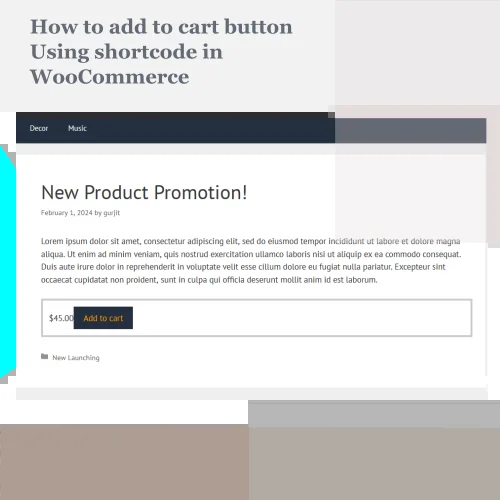 How to add to cart button
Using shortcode in
WooCommerce
Decor Music
New Product Promotion!
February 1, 2024 by gurjit
Lorem ipsum dolor sit amet, consectetur adipiscing elit, sed do eiusmod tempor incididunt ut labore et dolore magna
aliqua. Ut enim ad minim veniam, quis nostrud exercitation ullamco laboris nisi ut aliquip ex ea commodo consequat.
Duis aute irure dolor in reprehenderit in voluptate velit esse cillum dolore eu fugiat nulla pariatur. Excepteur sint
occaecat cupidatat non proident, sunt in culpa qui officia deserunt mollit anim id est laborum.
$45.00 Add to cart
New Launching